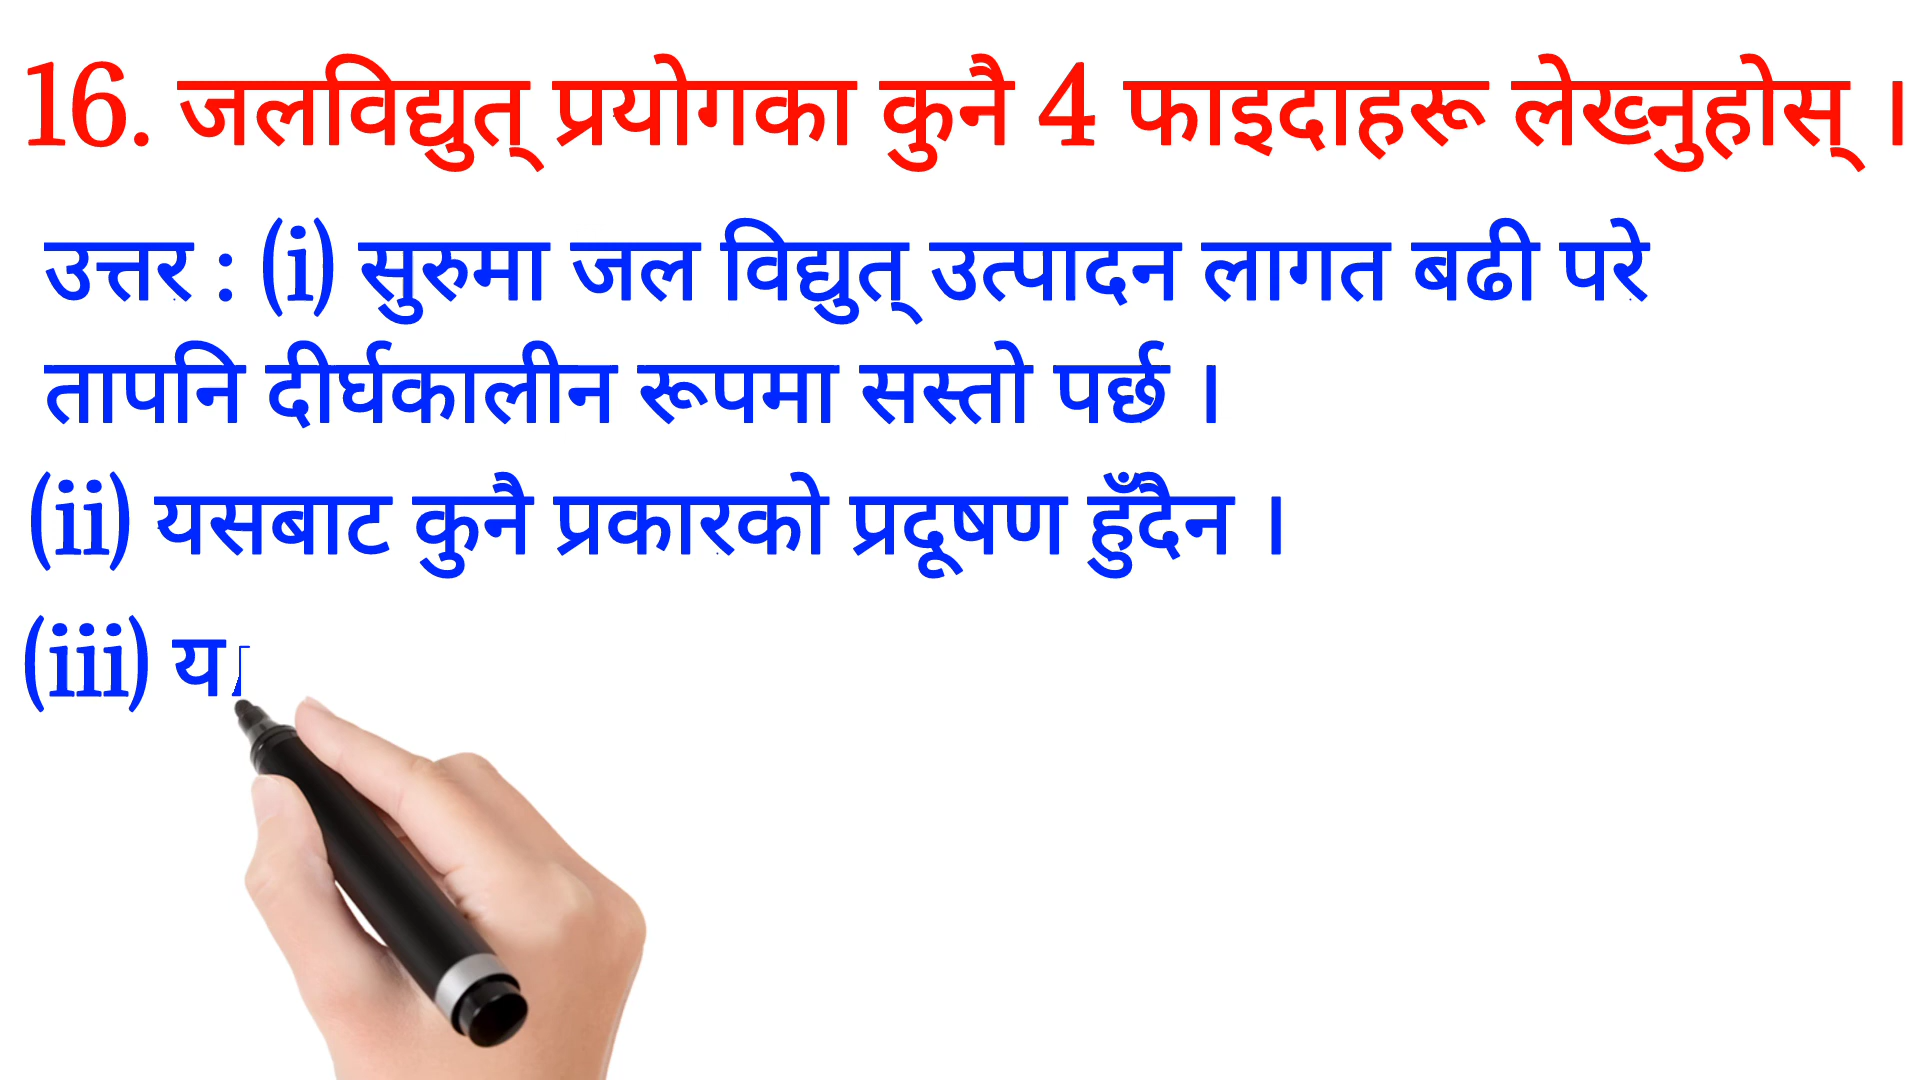 16. जलविद्युत् प्रयोगका कुनै 4 फाइदाहरू लेख्नुहोस् ।
उत्तर : (i) सुरुमा जल विद्युत् उत्पादन लागत बढी परे
तापनि दीर्घकालीन रूपमा सस्तो पर्छ ।
(ii) यसबाट कुनै प्रकारको प्रदूषण हुँदैन ।
(iii) य